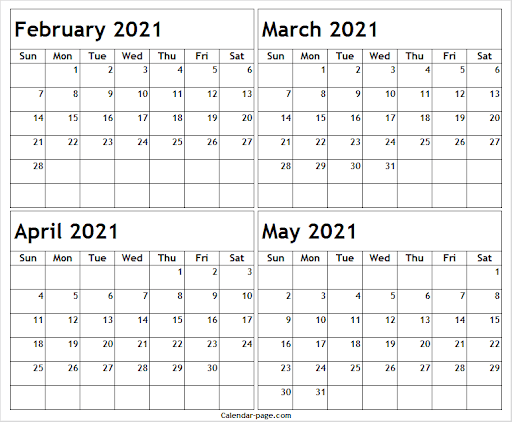 February 2021
Sun Mon Tue Wed Thu Fri Sat
1 2 3 4 5 6
7 8 9 10 11 12 13
14 15 16 17 18 19 20
21 22 23 24 25 26 27
28
March 2021
Sun Mon Tue Wed Thu Fri Sat
1 2 3 4 5 6
7 8 9 10 11 12 13
14 15 16 17 18 19 20
21 22 23 24 25 26 27
28 29 30 31
April 2021
Sun Mon Tue Wed Thu Fri Sat
1 2 3
4 5 6 7 8 9 10
11 12 13 14 15 16 17
18 19 20 21 22 23 24
25 26 27 28 29 30
May 2021
Sun Mon Tue Wed Thu Fri Sat
1
2 3 4 5 6 7 8
9 10 11 12 13 14 15
16 17 18 19 20 21 22
23 24 25 26 27 28 29
30 31
Calendar-page.com